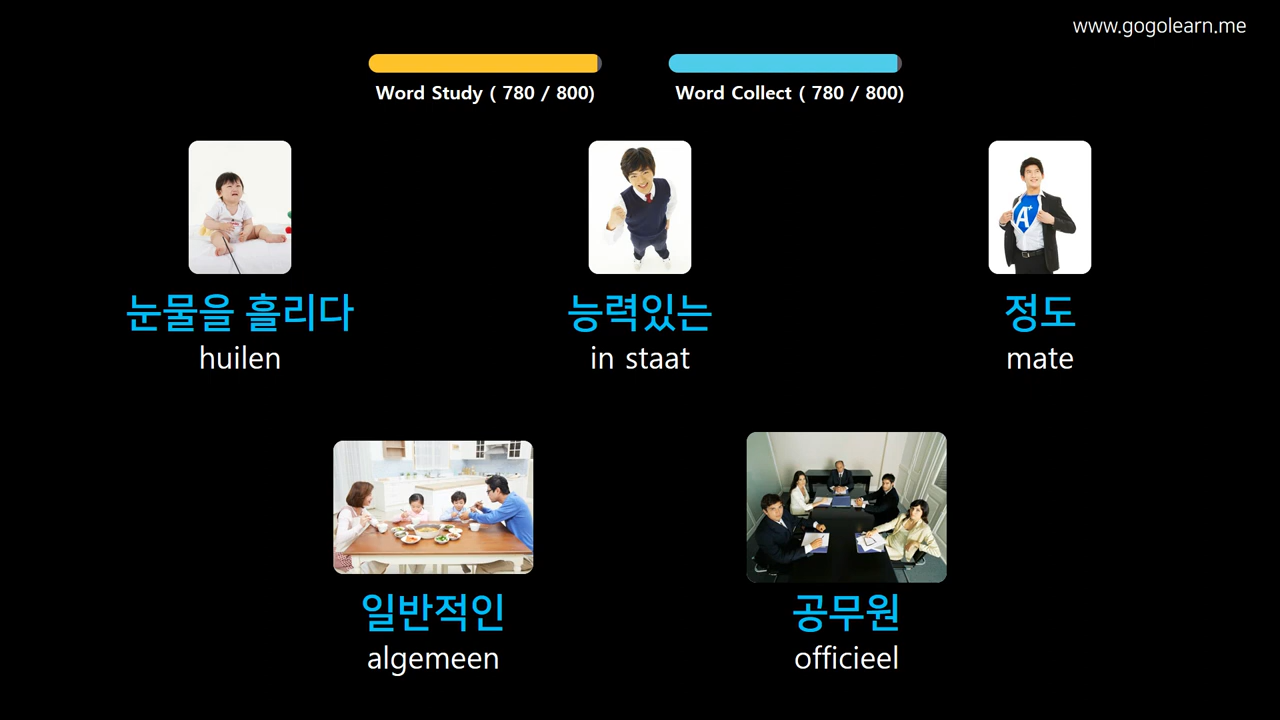 www.gogolearn.me
Word Study ( 780 / 800)
Word Collect ( 780 / 800)
A+
눈물을 흘리다
huilen
능력있는
in staat
정도
mate
일반적인
algemeen
공무원
officieel